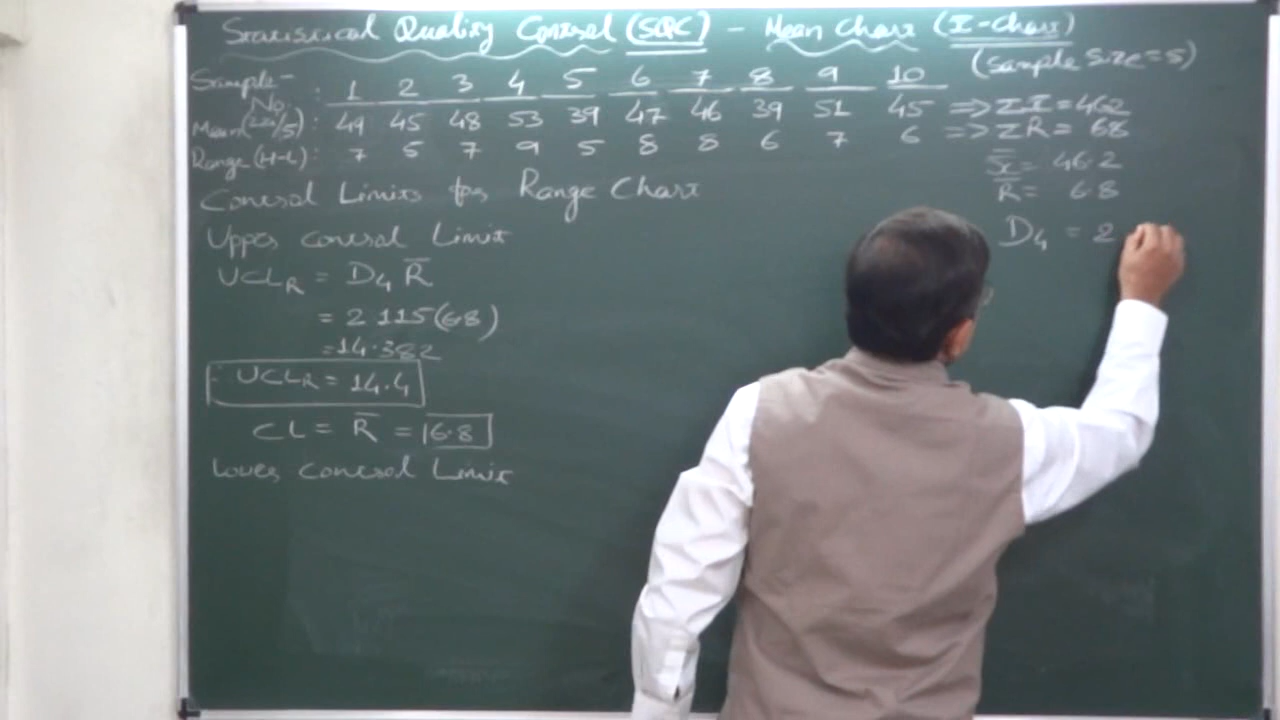 Statistical Quality Control (SQC) - Mean Chart (X̄-Chart)
(Sample Size = 5)
Sample No. : 1 2 3 4 5 6 7 8 9 10
Mean (Σx/5) : 49 45 48 53 39 47 46 39 51 45 ⇒ ΣX̄ = 462
Range (H-L) : 7 5 7 9 5 8 8 6 7 6 ⇒ ΣR = 68
X̿ = 46.2
R̄ = 6.8
D₄ = 2
Control Limits for Range Chart
Upper Control Limit
UCL_R = D₄ R̄
= 2.115(6.8)
= 14.382
UCL_R = 14.4
CL = R̄ = 6.8
Lower Control Limit